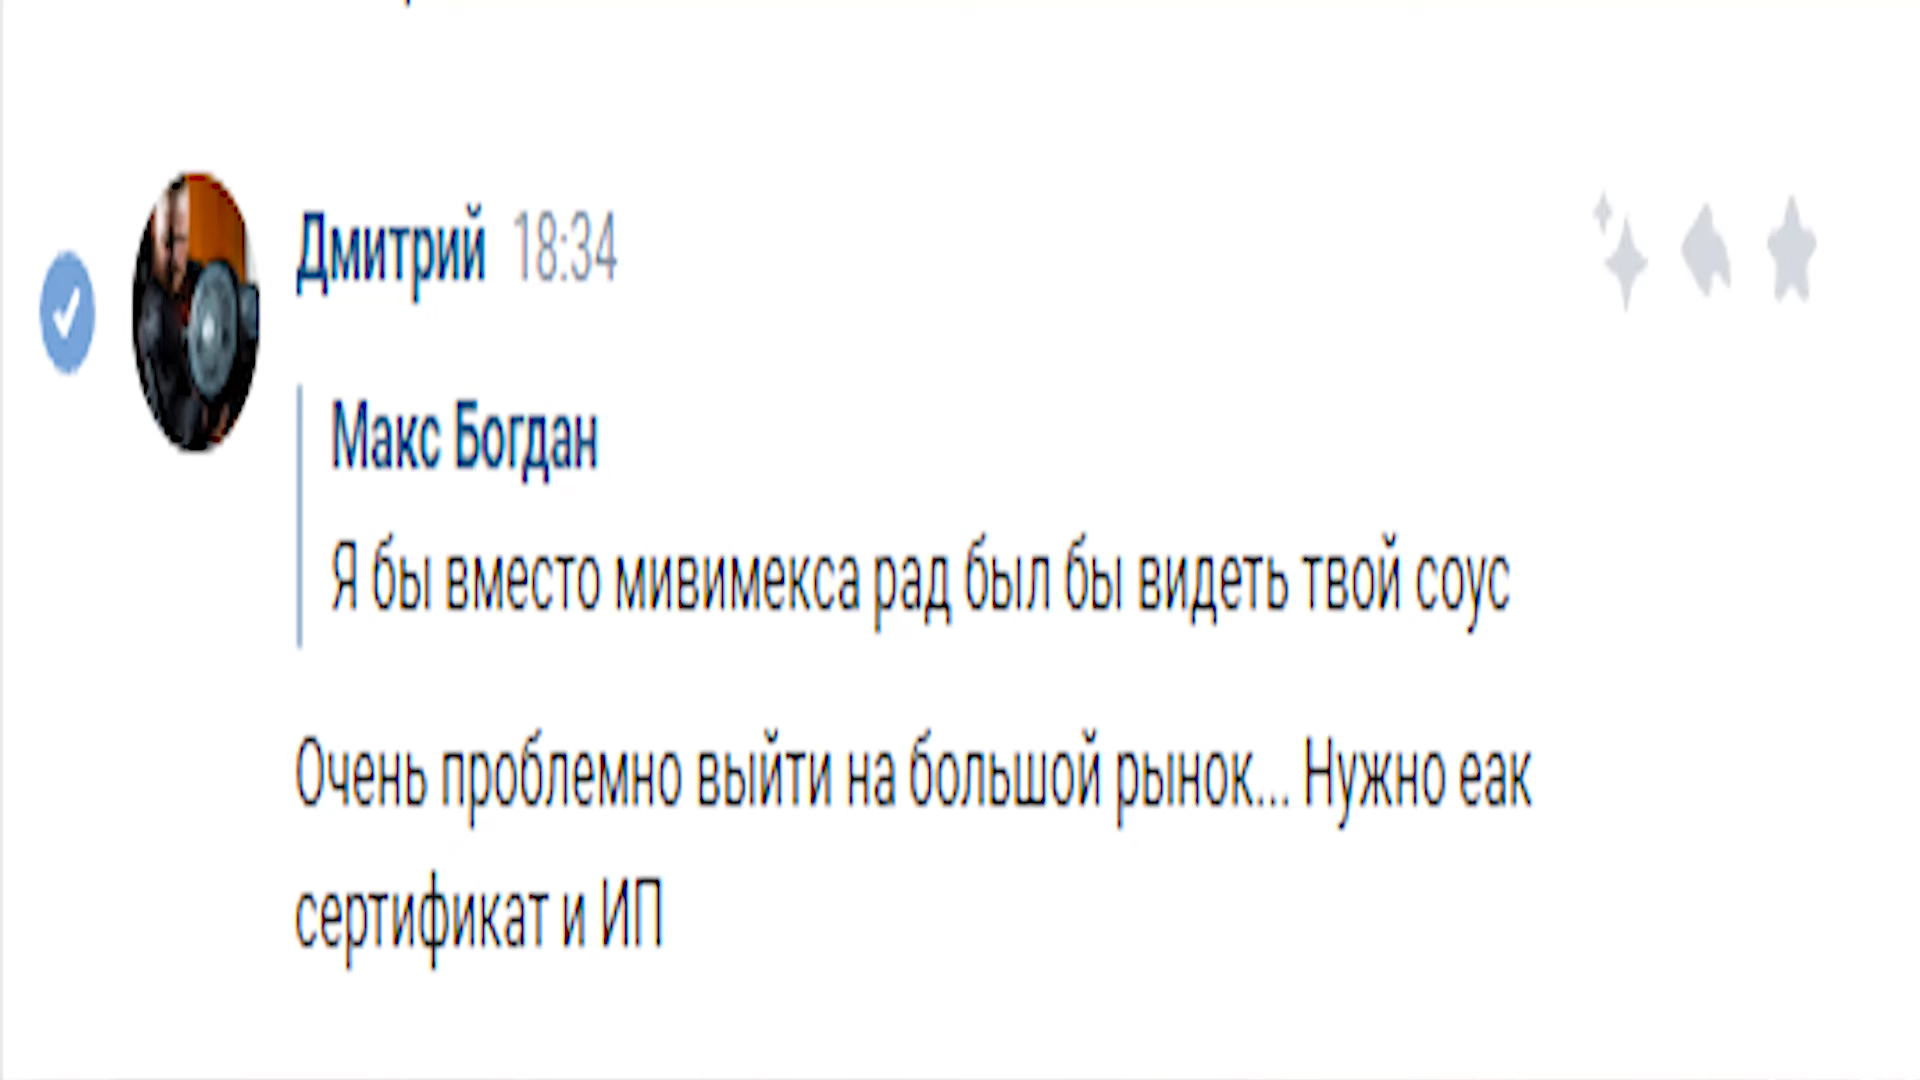 Дмитрий 18:34
Макс Богдан
Я бы вместо мивимекса рад был бы видеть твой соус
Очень проблемно выйти на большой рынок... Нужно еак
сертификат и ИП